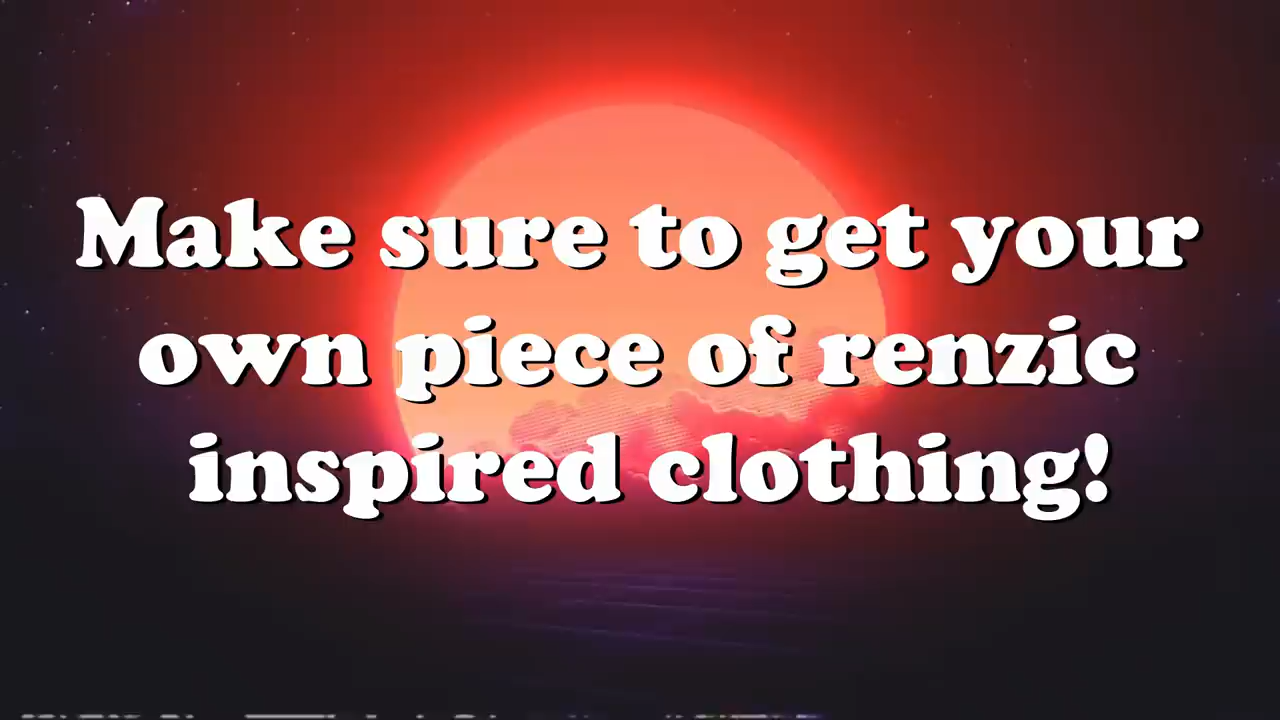 Make sure to get your
own piece of renzic
inspired clothing!